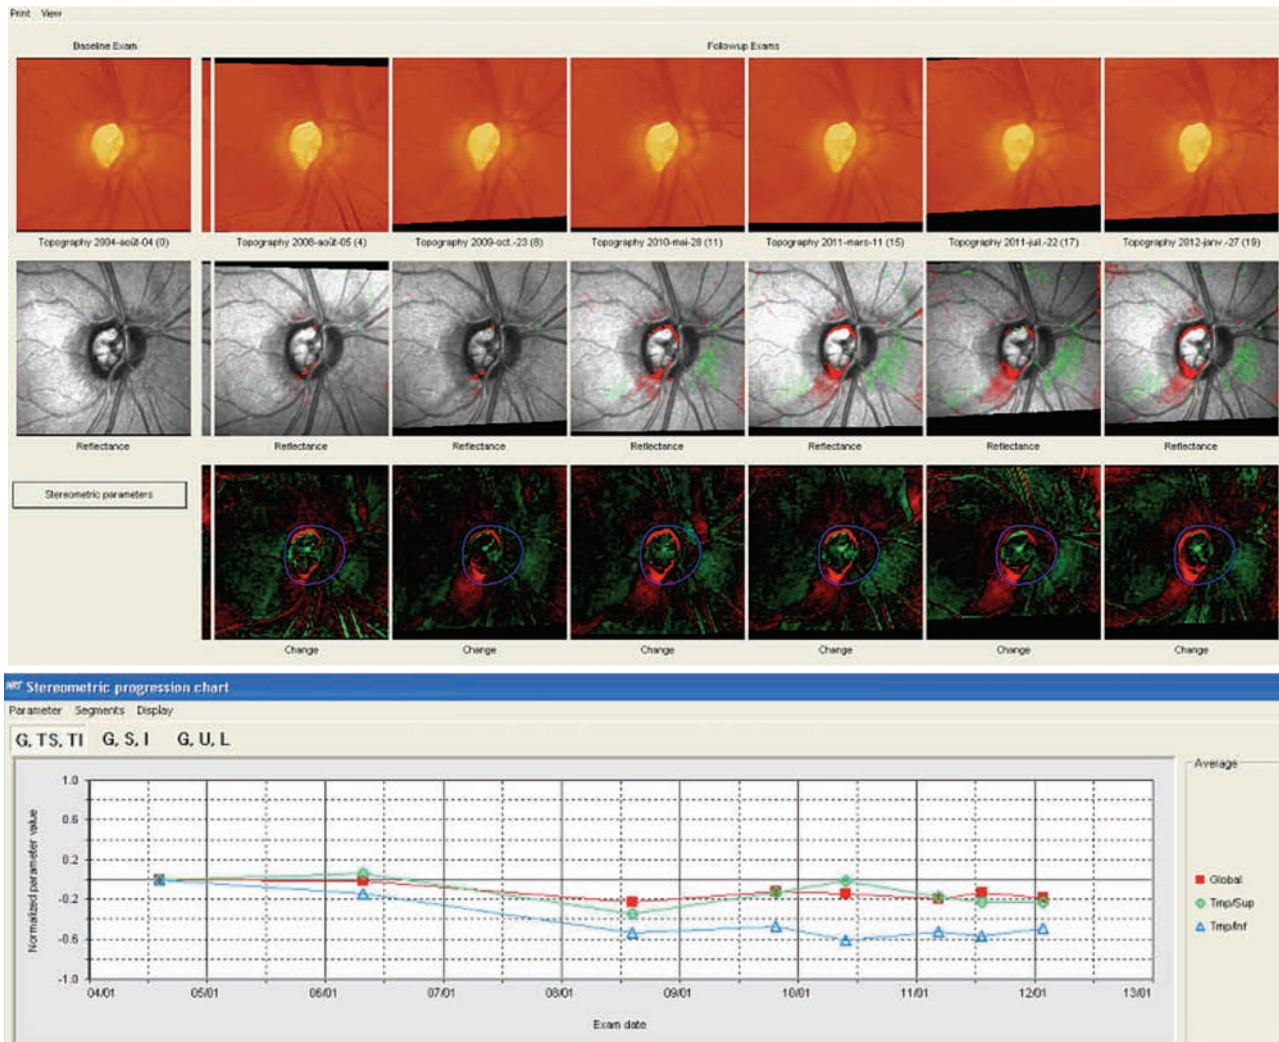 Print View
Baseline Exam Followup Exams
Topography 2004-août-04 (0) Topography 2008-août-05 (4) Topography 2009-oct.-23 (8) Topography 2010-mai-28 (11) Topography 2011-mars-11 (15) Topography 2011-juil.-22 (17) Topography 2012-janv.-27 (19)
Reflectance Reflectance Reflectance Reflectance Reflectance Reflectance Reflectance
Stereometric parameters
Change Change Change Change Change Change
Stereometric progression chart
Parameter Segments Display
G, TS, TI G, S, I G, U, L
Average
Normalized parameter value
1.0
0.6
0.2
-0.2
-0.6
-1.0
04/01 05/01 06/01 07/01 08/01 09/01 10/01 11/01 12/01 13/01
Exam date
Global
Tmp/Sup
Tmp/Inf